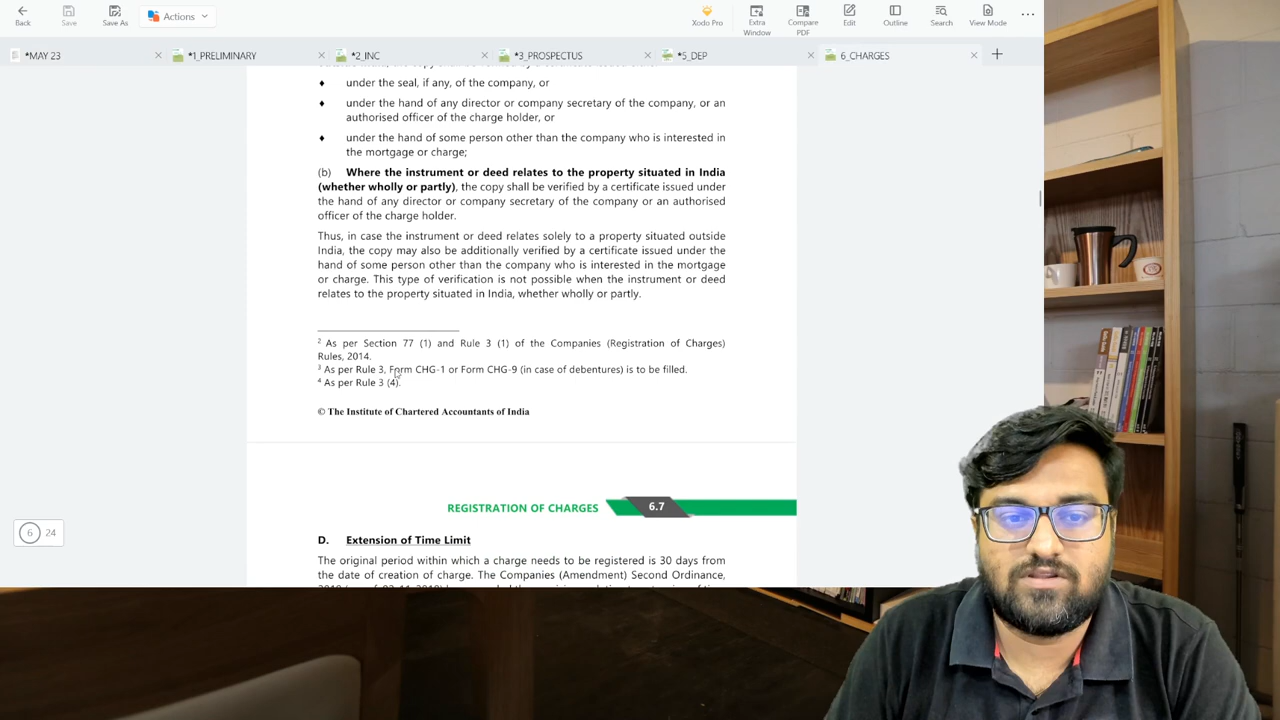 Back
Save
Save As
Actions
Xodo Pro
Extra Window
Compare PDF
Edit
Outline
Search
View Mode
*MAY 23
*1_PRELIMINARY
*2_INC
*3_PROSPECTUS
*5_DEP
6_CHARGES
♦ under the seal, if any, of the company, or
♦ under the hand of any director or company secretary of the company, or an
authorised officer of the charge holder, or
♦ under the hand of some person other than the company who is interested in
the mortgage or charge;
(b) Where the instrument or deed relates to the property situated in India
(whether wholly or partly), the copy shall be verified by a certificate issued under
the hand of any director or company secretary of the company or an authorised
officer of the charge holder.
Thus, in case the instrument or deed relates solely to a property situated outside
India, the copy may also be additionally verified by a certificate issued under the
hand of some person other than the company who is interested in the mortgage
or charge. This type of verification is not possible when the instrument or deed
relates to the property situated in India, whether wholly or partly.
2 As per Section 77 (1) and Rule 3 (1) of the Companies (Registration of Charges)
Rules, 2014.
3 As per Rule 3, Form CHG-1 or Form CHG-9 (in case of debentures) is to be filled.
4 As per Rule 3 (4).
© The Institute of Chartered Accountants of India
REGISTRATION OF CHARGES 6.7
6 24
D. Extension of Time Limit
The original period within which a charge needs to be registered is 30 days from
the date of creation of charge. The Companies (Amendment) Second Ordinance,